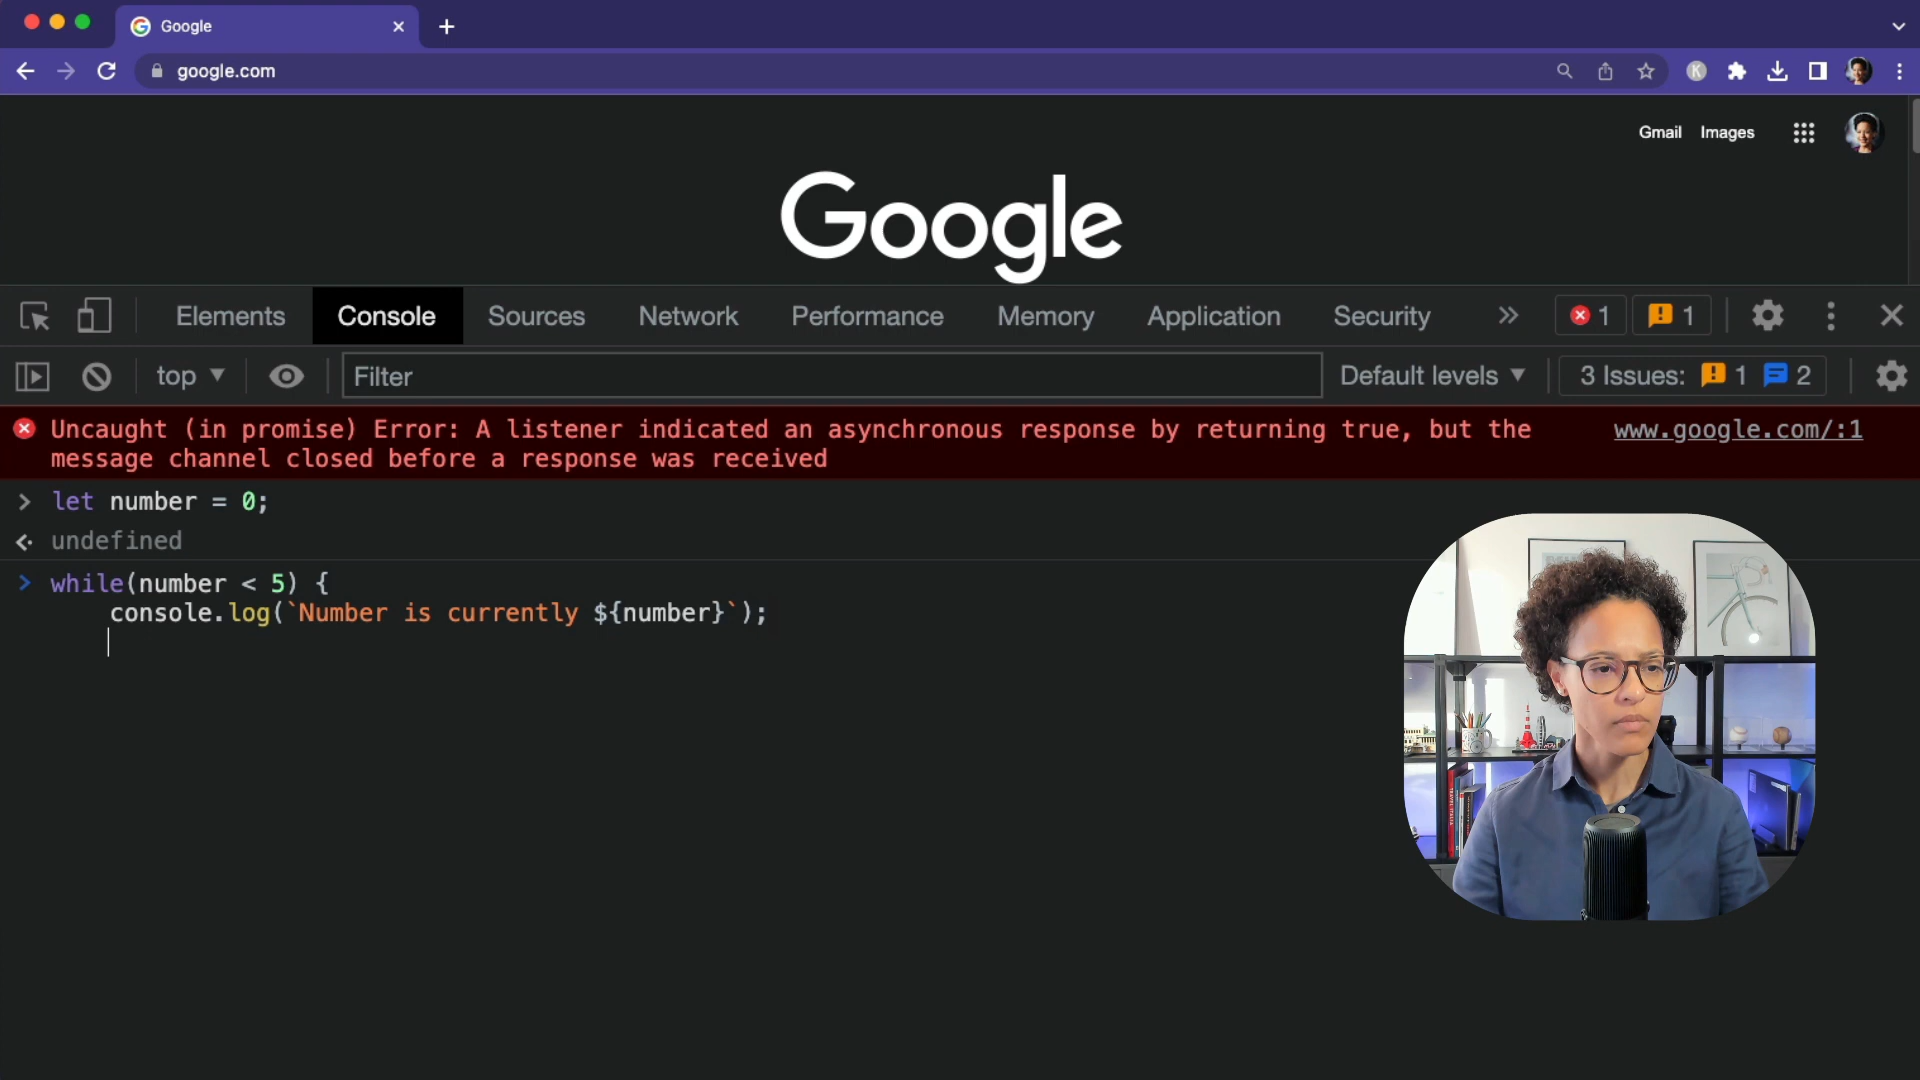 Google
google.com
K
Gmail Images
Google
Elements Console Sources Network Performance Memory Application Security 1 1
top Filter Default levels 3 Issues: 1 2
Uncaught (in promise) Error: A listener indicated an asynchronous response by returning true, but the www.google.com/:1
message channel closed before a response was received
> let number = 0;
undefined
> while(number < 5) {
console.log(`Number is currently ${number}`);